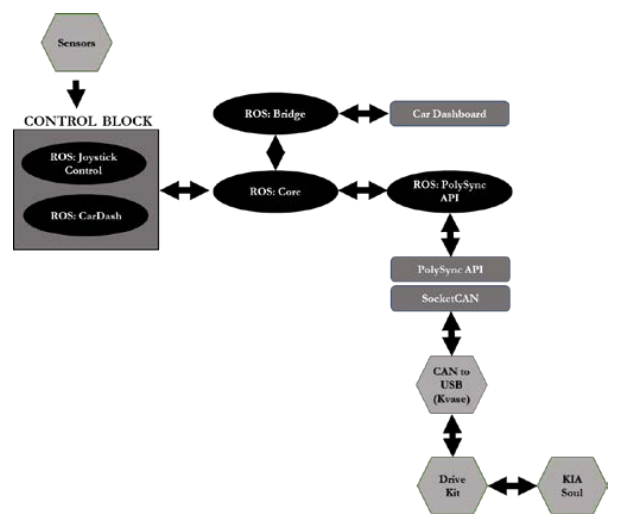 Sensors
CONTROL BLOCK
ROS: Joystick
Control
ROS: CarDash
ROS: Bridge
Car Dashboard
ROS: Core
ROS: PolySync
API
PolySync API
SocketCAN
CAN to
USB
(Kvase)
Drive
Kit
KIA
Soul